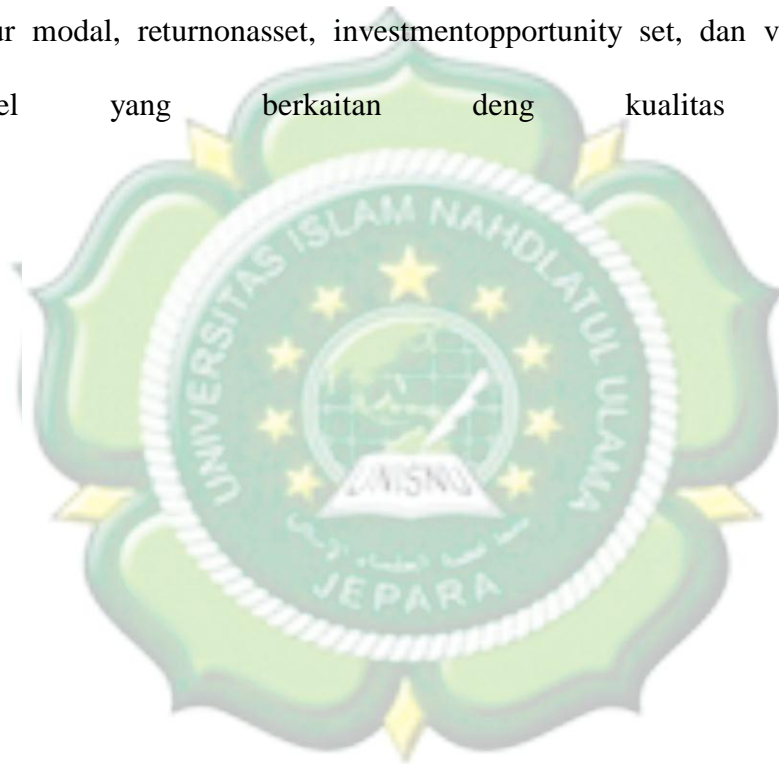 ur modal, returnonasset, investmentopportunity set, dan v
el yang berkaitan deng kualitas
UNIVERSITAS ISLAM NAHDLATUL ULAMA
UNISNU
JEPARA